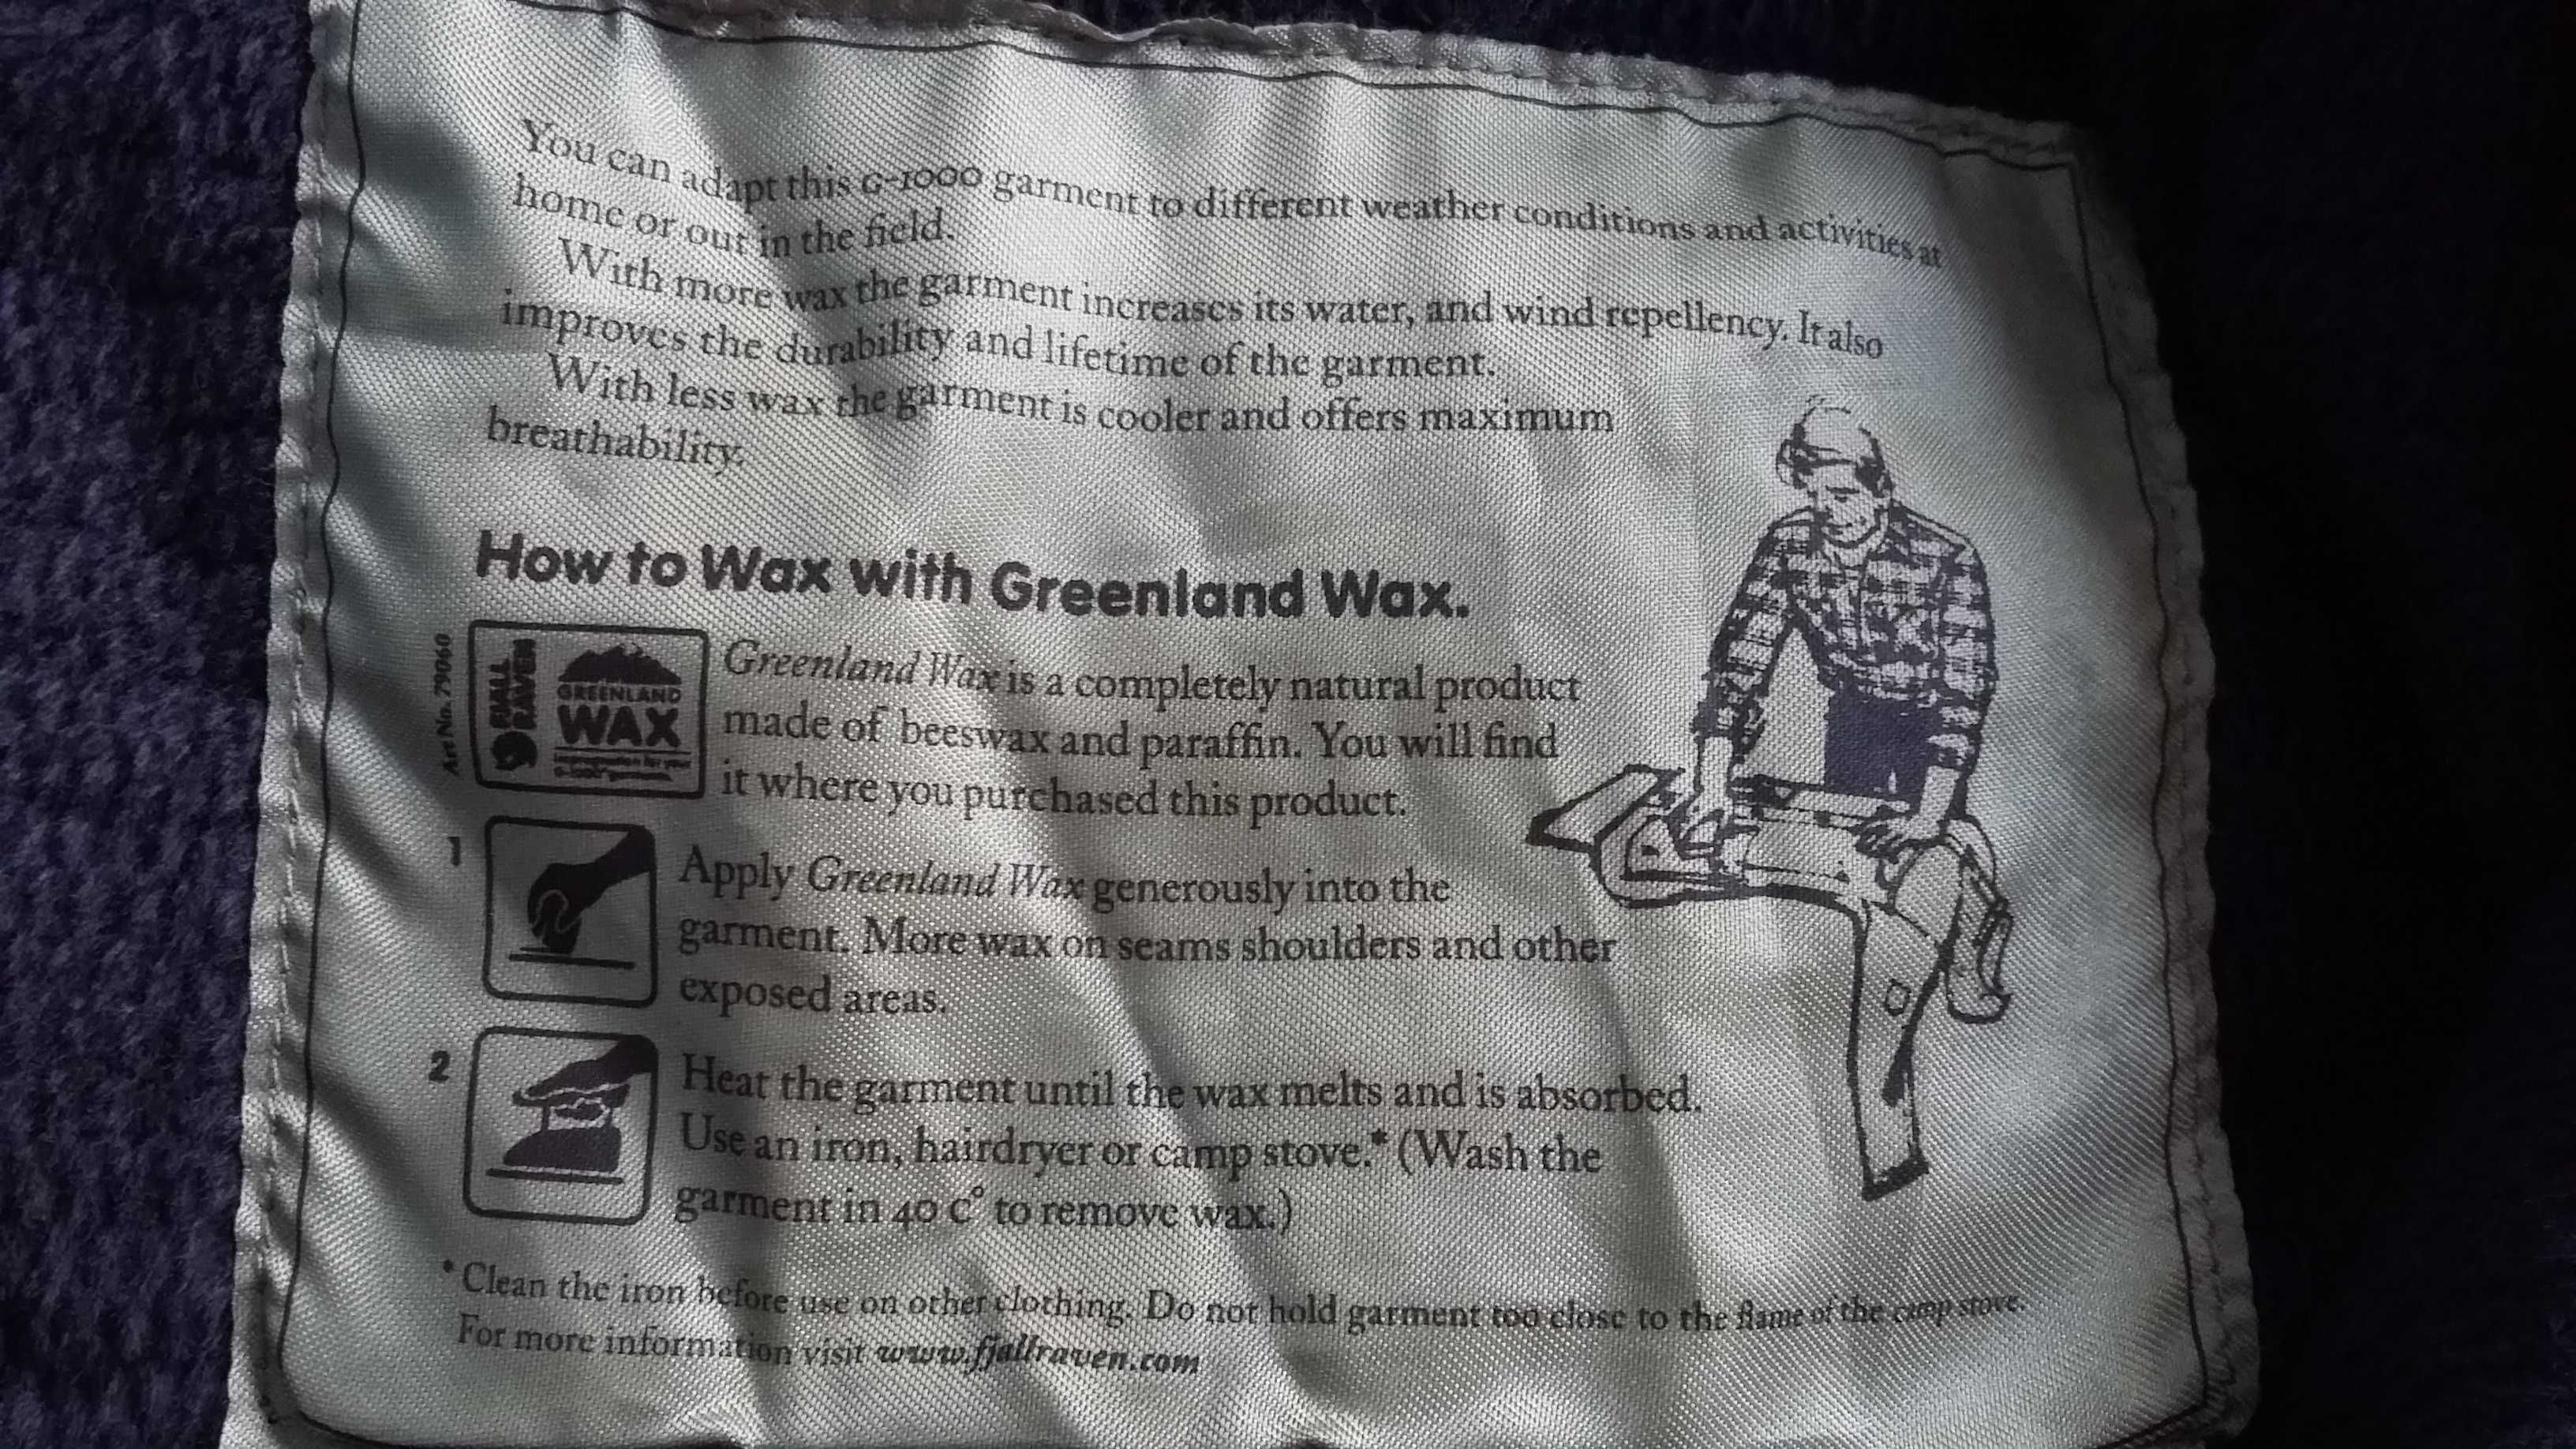 You can adapt this G-1000 garment to different weather conditions and activities at
home or out in the field.
With more wax the garment increases its water, and wind repellency. It also
improves the durability and lifetime of the garment.
With less wax the garment is cooler and offers maximum
breathability.
How to Wax with Greenland Wax.
Art No. 79060
FJALL
RAVEN
GREENLAND
WAX
Impregnation for your
G-1000 garments
Greenland Wax is a completely natural product
made of beeswax and paraffin. You will find
it where you purchased this product.
1
Apply Greenland Wax generously into the
garment. More wax on seams shoulders and other
exposed areas.
2
Heat the garment until the wax melts and is absorbed.
Use an iron, hairdryer or camp stove.* (Wash the
garment in 40 C° to remove wax.)
*Clean the iron before use on other clothing. Do not hold garment too close to the flame of the camp stove.
For more information visit www.fjallraven.com